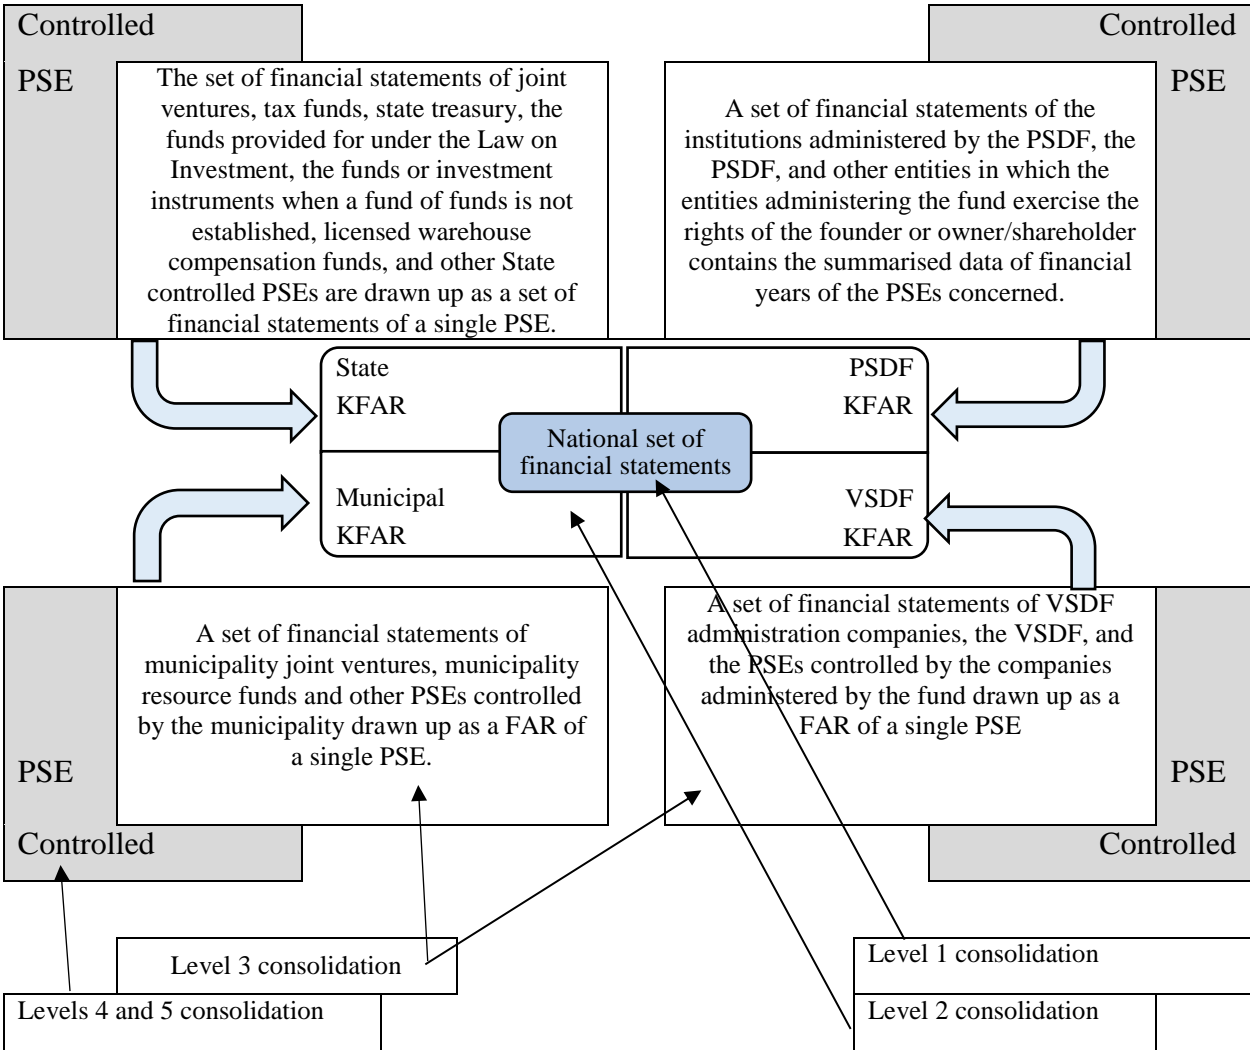 Controlled
PSE
The set of financial statements of joint
ventures, tax funds, state treasury, the
funds provided for under the Law on
Investment, the funds or investment
instruments when a fund of funds is not
established, licensed warehouse
compensation funds, and other State
controlled PSEs are drawn up as a set of
financial statements of a single PSE.
Controlled
PSE
A set of financial statements of the
institutions administered by the PSDF, the
PSDF, and other entities in which the
entities administering the fund exercise the
rights of the founder or owner/shareholder
contains the summarised data of financial
years of the PSEs concerned.
State
KFAR
PSDF
KFAR
National set of
financial statements
Municipal
KFAR
VSDF
KFAR
A set of financial statements of
municipality joint ventures, municipality
resource funds and other PSEs controlled
by the municipality drawn up as a FAR of
a single PSE.
PSE
Controlled
A set of financial statements of VSDF
administration companies, the VSDF, and
the PSEs controlled by the companies
administered by the fund drawn up as a
FAR of a single PSE
PSE
Controlled
Level 3 consolidation
Levels 4 and 5 consolidation
Level 1 consolidation
Level 2 consolidation